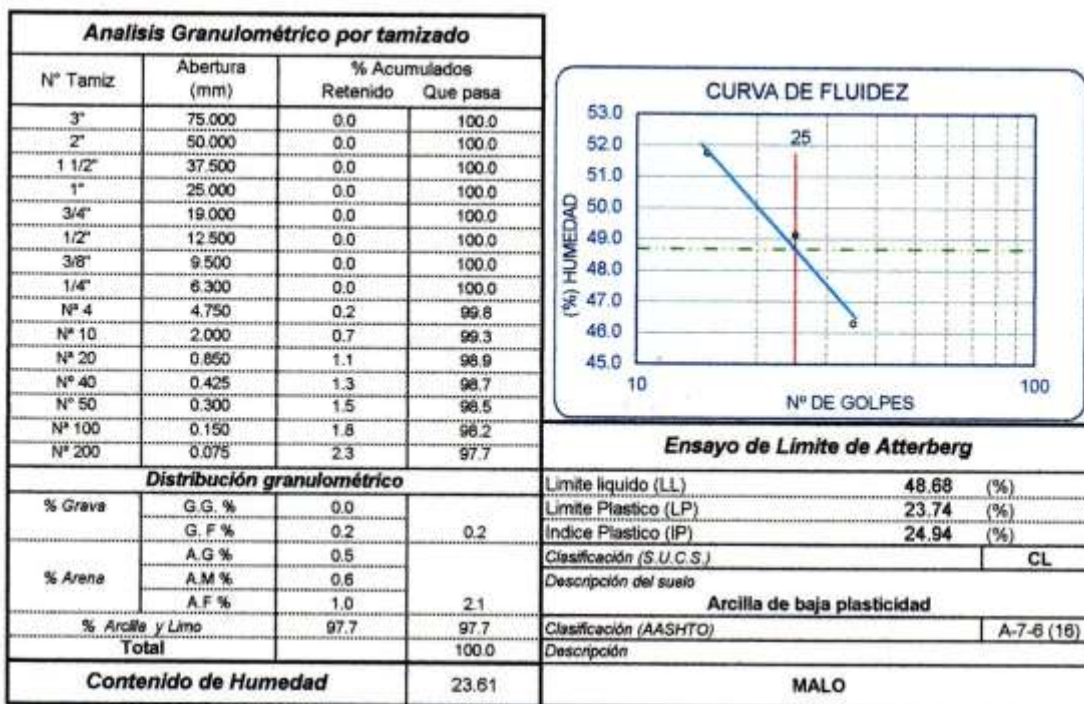 Analisis Granulométrico por tamizado
N° Tamiz Abertura (mm) % Acumulados
Retenido Que pasa
3" 75.000 0.0 100.0
2" 50.000 0.0 100.0
1 1/2" 37.500 0.0 100.0
1" 25.000 0.0 100.0
3/4" 19.000 0.0 100.0
1/2" 12.500 0.0 100.0
3/8" 9.500 0.0 100.0
1/4" 6.300 0.0 100.0
Nª 4 4.750 0.2 99.8
Nª 10 2.000 0.7 99.3
Nª 20 0.850 1.1 98.9
Nº 40 0.425 1.3 98.7
N° 50 0.300 1.5 98.5
Nª 100 0.150 1.8 98.2
Nª 200 0.075 2.3 97.7
Distribución granulométrico
% Grava G.G. % 0.0
G. F % 0.2 0.2
A.G % 0.5
% Arena A.M % 0.6
A.F % 1.0 2.1
% Arcilla y Limo 97.7 97.7
Total 100.0
Contenido de Humedad 23.61
CURVA DE FLUIDEZ
53.0
52.0
51.0
50.0
49.0
48.0
47.0
46.0
45.0
(%) HUMEDAD
25
10 100
Nº DE GOLPES
Ensayo de Límite de Atterberg
Limite liquido (LL) 48.68 (%)
Limite Plastico (LP) 23.74 (%)
Indice Plastico (IP) 24.94 (%)
Clasificación (S.U.C.S.) CL
Descripción del suelo
Arcilla de baja plasticidad
Clasificación (AASHTO) A-7-6 (16)
Descripción
MALO